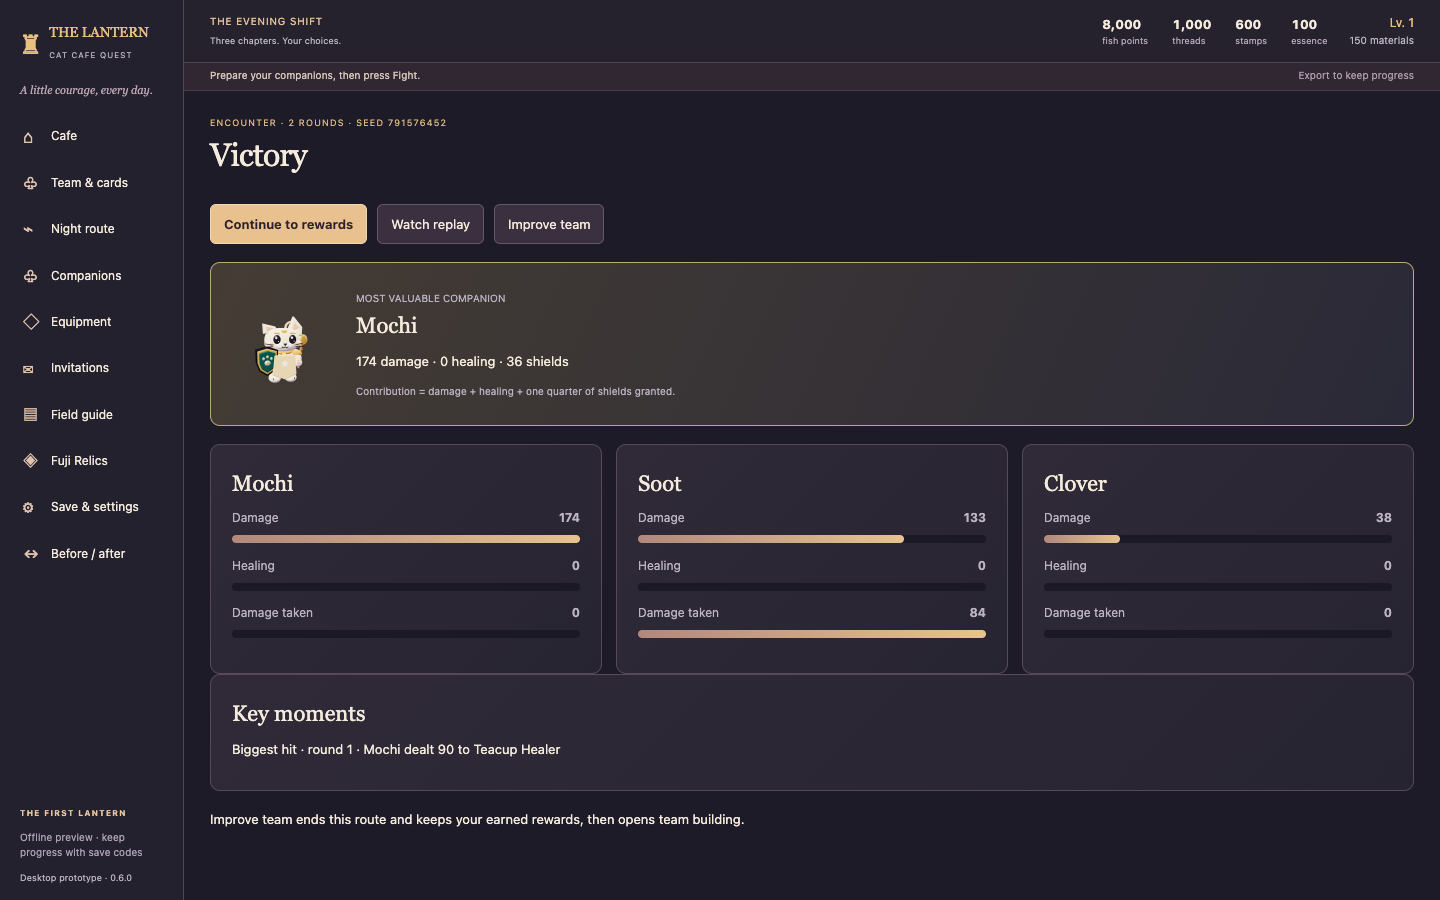 THE LANTERN
CAT CAFE QUEST
A little courage, every day.
Cafe
Team & cards
Night route
Companions
Equipment
Invitations
Field guide
Fuji Relics
Save & settings
Before / after
THE FIRST LANTERN
Offline preview · keep
progress with save codes
Desktop prototype · 0.6.0
THE EVENING SHIFT
Three chapters. Your choices.
8,000
fish points
1,000
threads
600
stamps
100
essence
Lv. 1
150 materials
Prepare your companions, then press Fight.
Export to keep progress
ENCOUNTER · 2 ROUNDS · SEED 791576452
Victory
Continue to rewards
Watch replay
Improve team
MOST VALUABLE COMPANION
Mochi
174 damage · 0 healing · 36 shields
Contribution = damage + healing + one quarter of shields granted.
Mochi
Damage 174
Healing 0
Damage taken 0
Soot
Damage 133
Healing 0
Damage taken 84
Clover
Damage 38
Healing 0
Damage taken 0
Key moments
Biggest hit · round 1 · Mochi dealt 90 to Teacup Healer
Improve team ends this route and keeps your earned rewards, then opens team building.